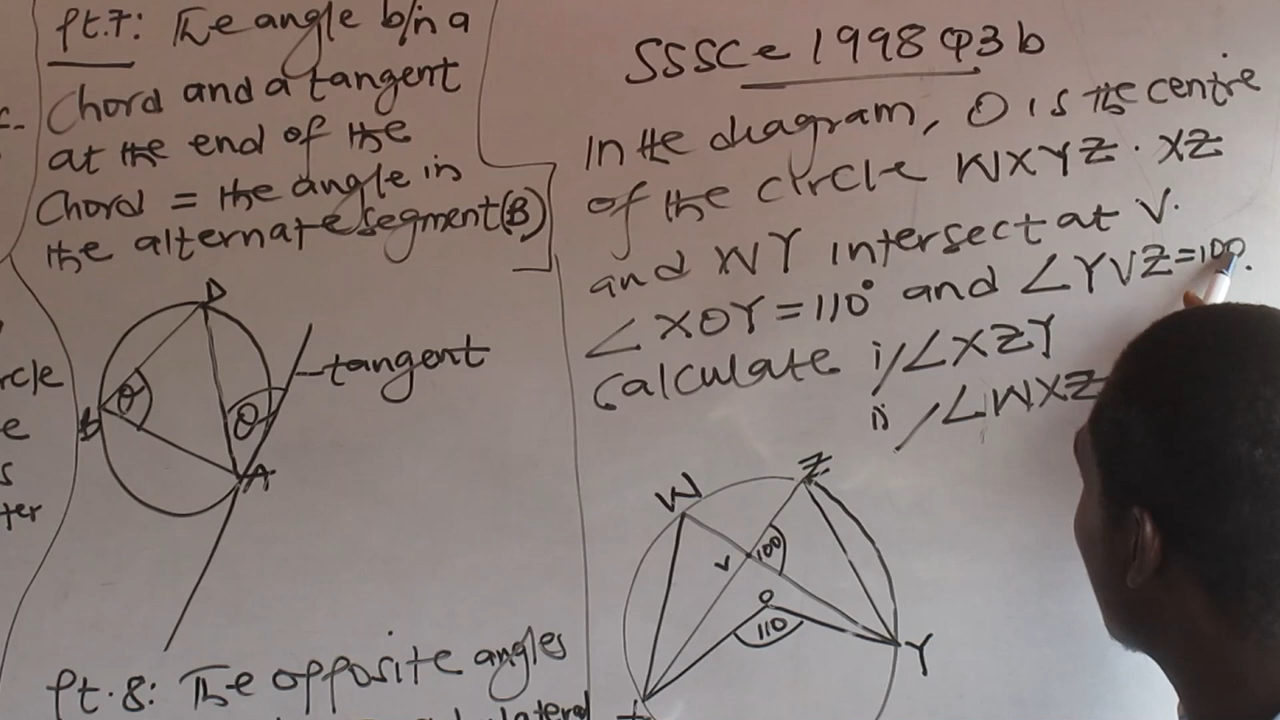 Pt.7: The angle b/n a
Chord and a tangent
at the end of the
Chord = the angle in
the alternate segment(B)
c-
rcle
e
s
ter
D
B
θ
θ
A
tangent
Pt.8: The opposite angles
SSSCe 1998 Q3b
In the diagram, O is the centre
of the circle WXYZ. XZ
and WY intersect at V.
∠XOY=110° and ∠YVZ=100.
Calculate i/∠XZY
ii/∠WXZ
W
Z
V
100
O
110
Y